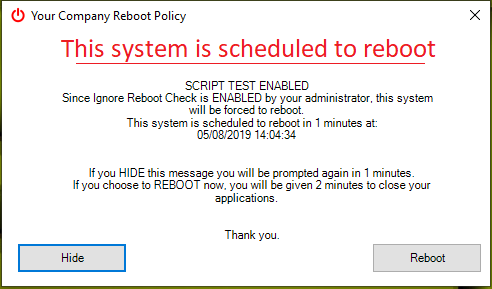 Your Company Reboot Policy
This system is scheduled to reboot
SCRIPT TEST ENABLED
Since Ignore Reboot Check is ENABLED by your administrator, this system
will be forced to reboot.
This system is scheduled to reboot in 1 minutes at:
05/08/2019 14:04:34
If you HIDE this message you will be prompted again in 1 minutes.
If you choose to REBOOT now, you will be given 2 minutes to close your
applications.
Thank you.
Hide
Reboot